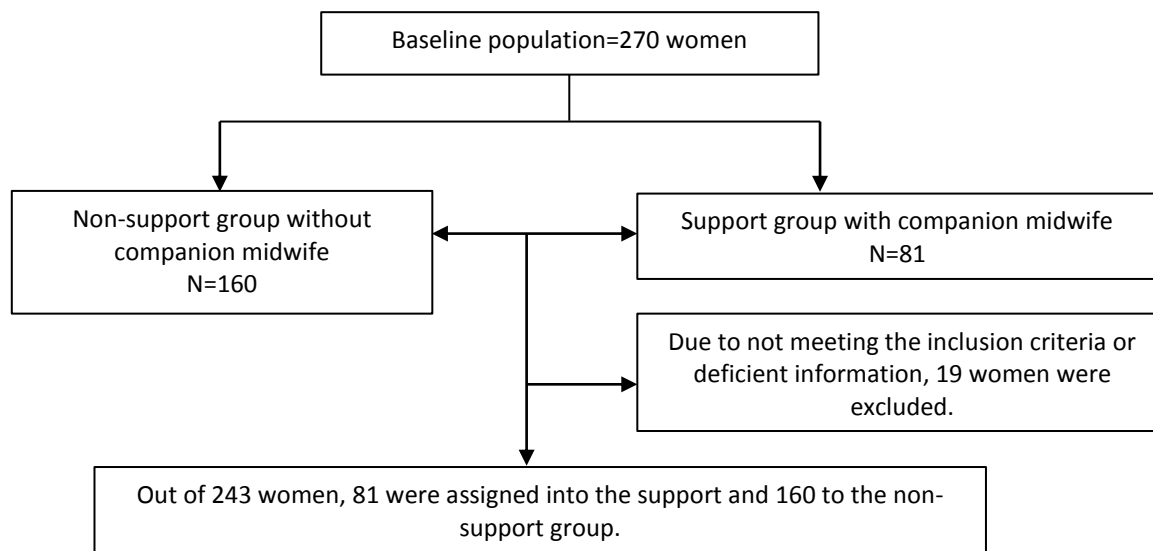 Baseline population=270 women
Non-support group without
companion midwife
N=160
Support group with companion midwife
N=81
Due to not meeting the inclusion criteria or
deficient information, 19 women were
excluded.
Out of 243 women, 81 were assigned into the support and 160 to the non-
support group.